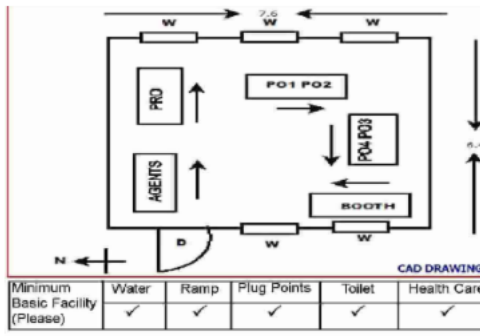 7.6
W W W
PRO
PO1 PO2
PO4 PO3
AGENTS
BOOTH
D
W W
N
CAD DRAWING
Minimum Basic Facility (Please)
Water
Ramp
Plug Points
Toilet
Health Care
✓ ✓ ✓ ✓ ✓